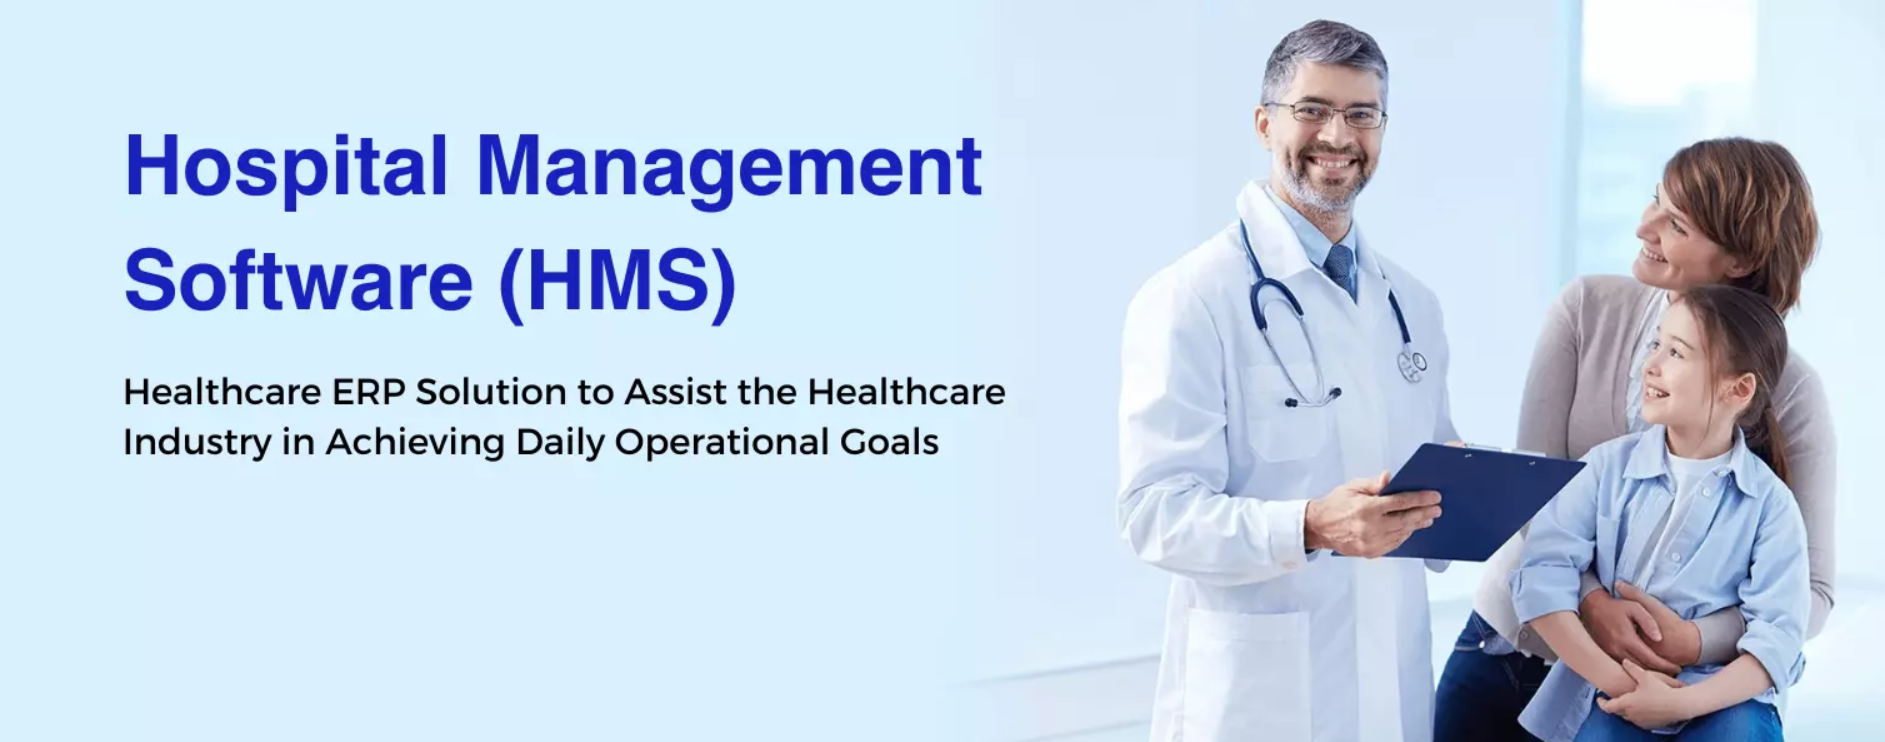 Hospital Management
Software (HMS)
Healthcare ERP Solution to Assist the Healthcare
Industry in Achieving Daily Operational Goals